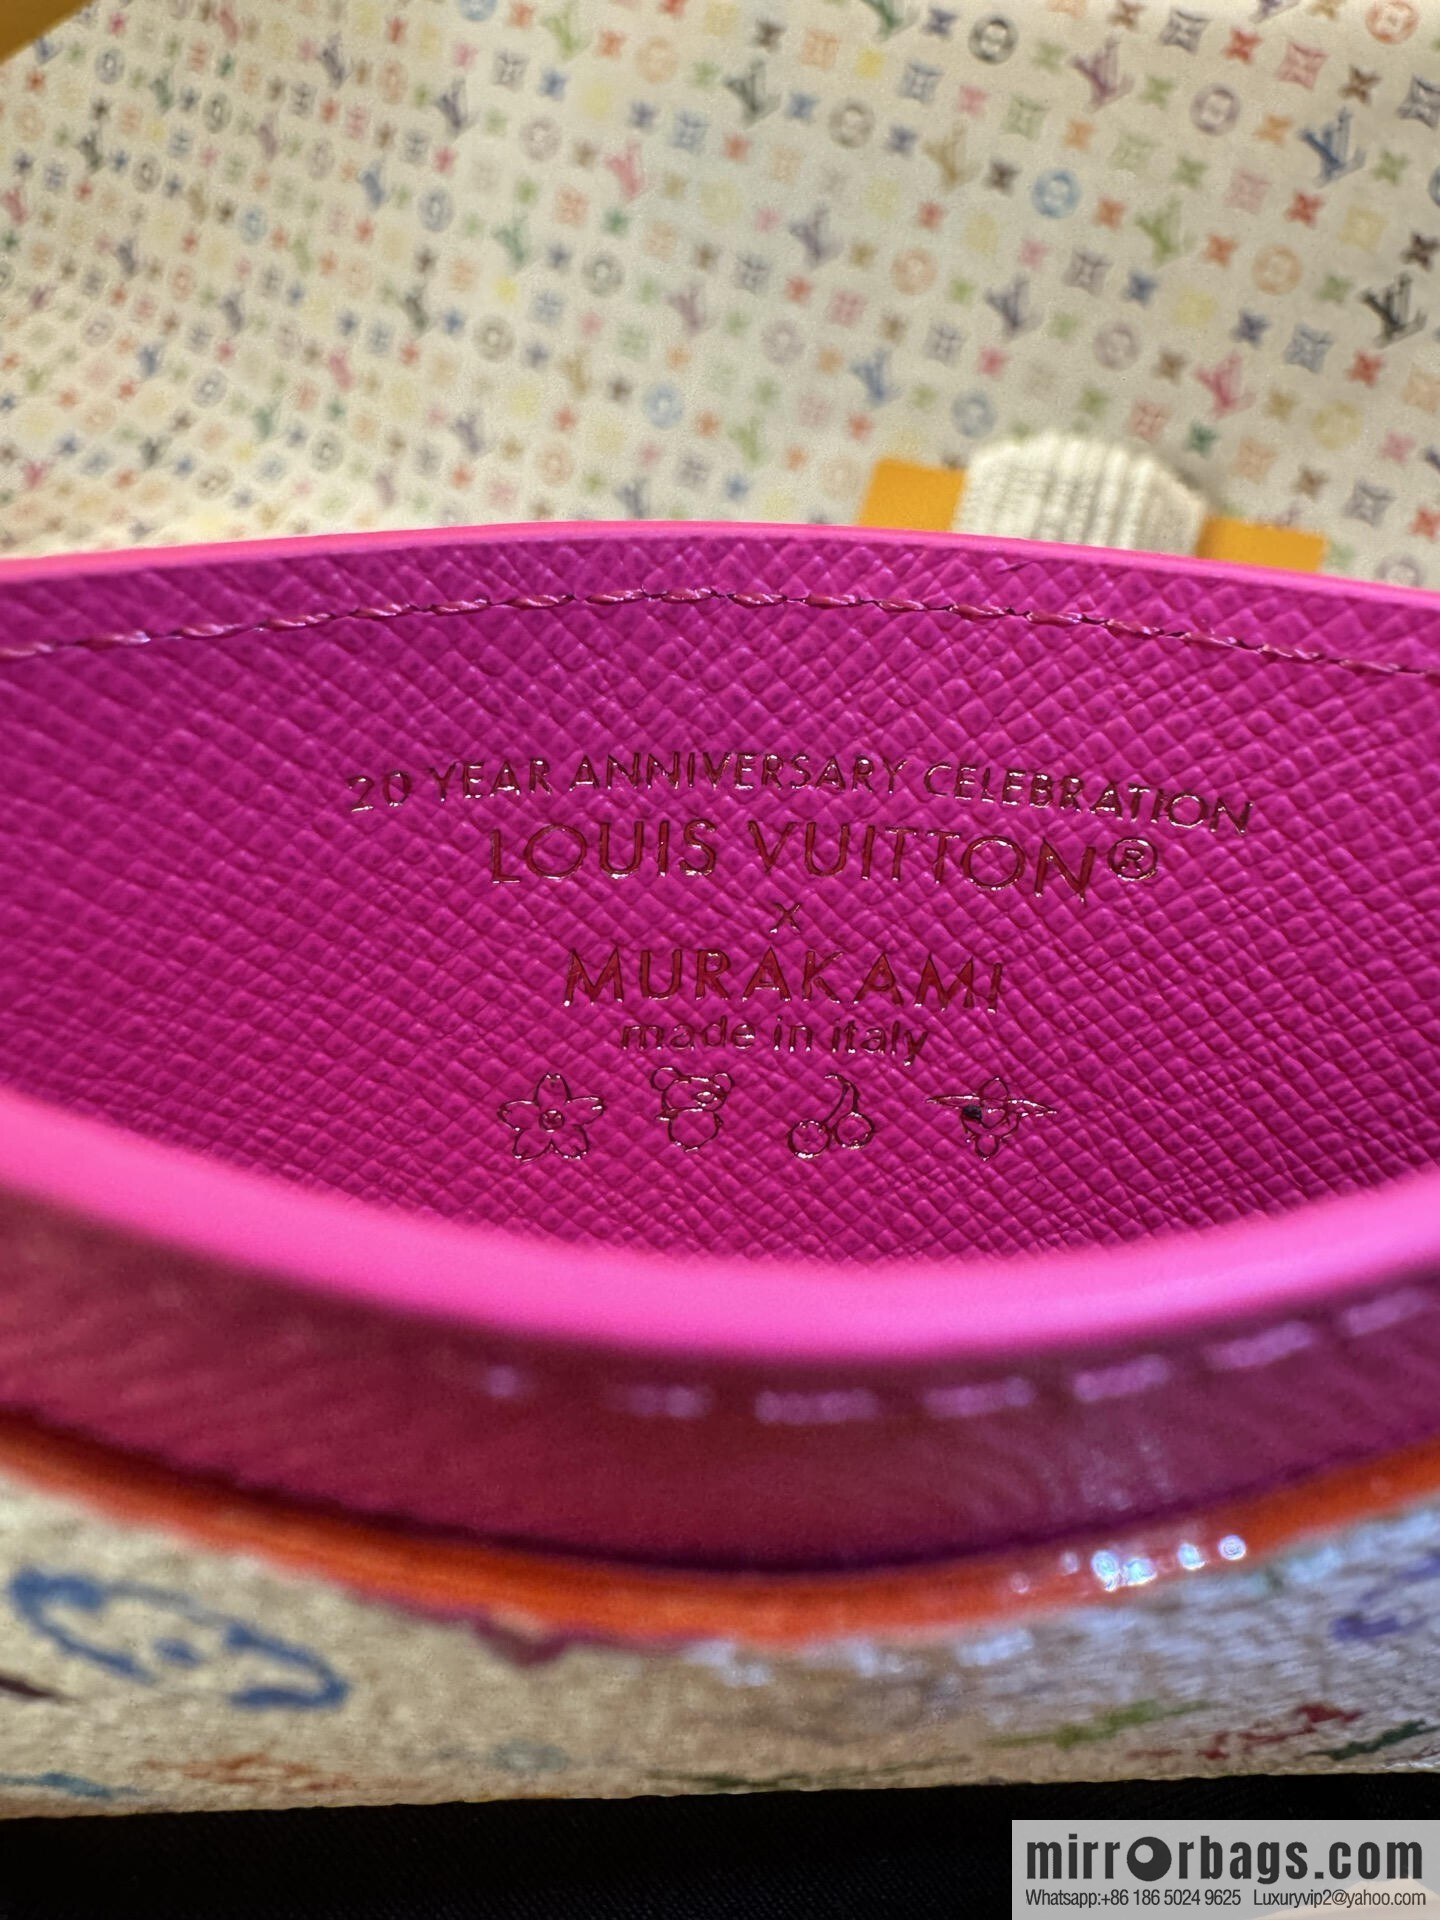 20 YEAR ANNIVERSARY CELEBRATION
LOUIS VUITTON®
x
MURAKAMI
made in italy
mirrorbags.com
Whatsapp:+86 186 5024 9625 Luxuryvip2@yahoo.com